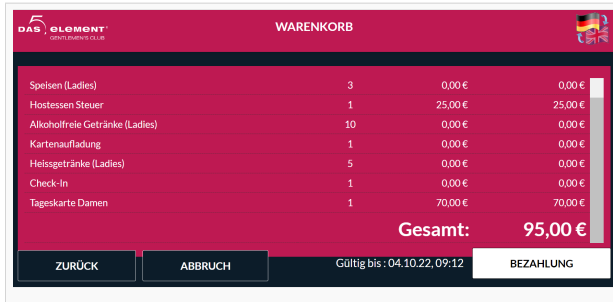 DAS 5 ELEMENT
GENTLEMEN'S CLUB
WARENKORB
Speisen (Ladies) 3 0,00 € 0,00 €
Hostessen Steuer 1 25,00 € 25,00 €
Alkoholfreie Getränke (Ladies) 10 0,00 € 0,00 €
Kartenaufladung 1 0,00 € 0,00 €
Heissgetränke (Ladies) 5 0,00 € 0,00 €
Check-In 1 0,00 € 0,00 €
Tageskarte Damen 1 70,00 € 70,00 €
Gesamt: 95,00 €
ZURÜCK ABBRUCH Gültig bis : 04.10.22, 09:12 BEZAHLUNG